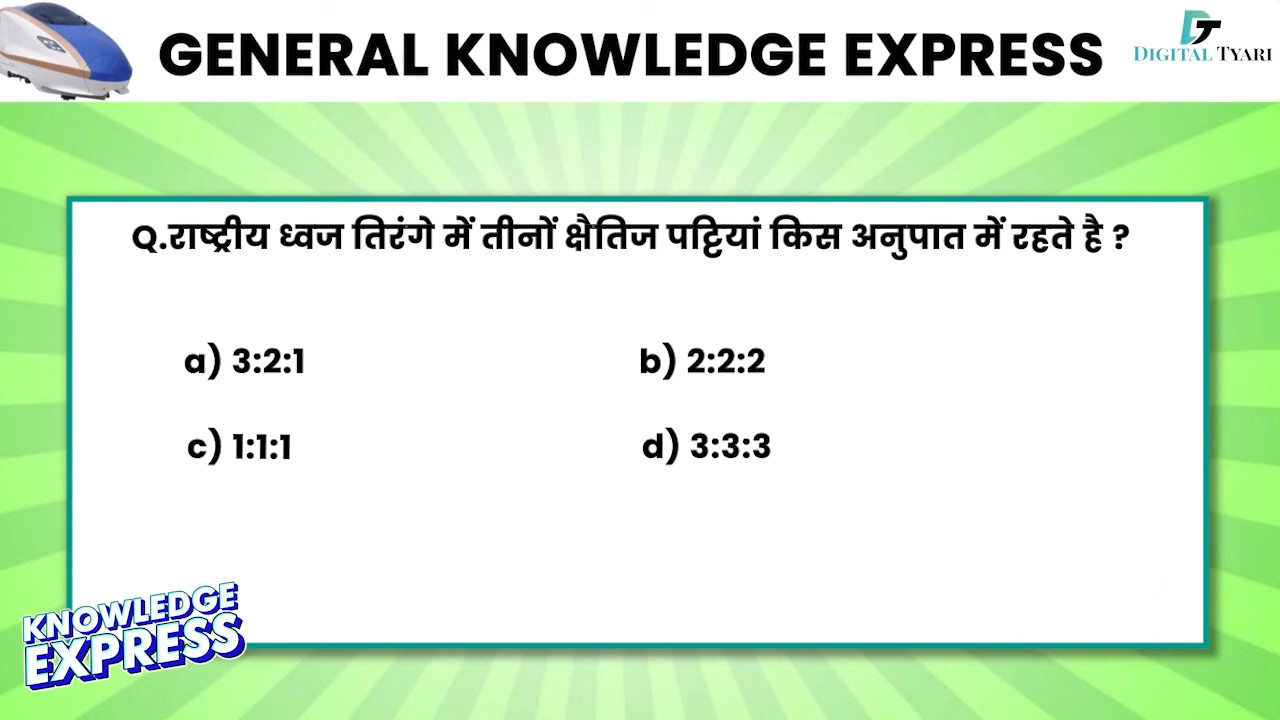 GENERAL KNOWLEDGE EXPRESS
DIGITAL TYARI
Q.राष्ट्रीय ध्वज तिरंगे में तीनों क्षैतिज पट्टियां किस अनुपात में रहते है ?
a) 3:2:1
b) 2:2:2
c) 1:1:1
d) 3:3:3
KNOWLEDGE
EXPRESS